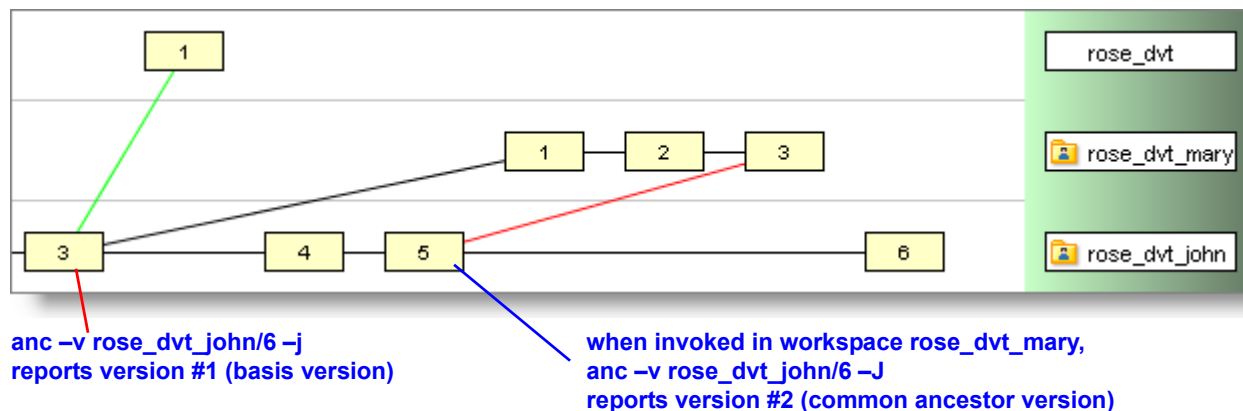 1
rose_dvt
1 2 3
rose_dvt_mary
3 4 5 6
rose_dvt_john
anc –v rose_dvt_john/6 –j
reports version #1 (basis version)
when invoked in workspace rose_dvt_mary,
anc –v rose_dvt_john/6 –J
reports version #2 (common ancestor version)